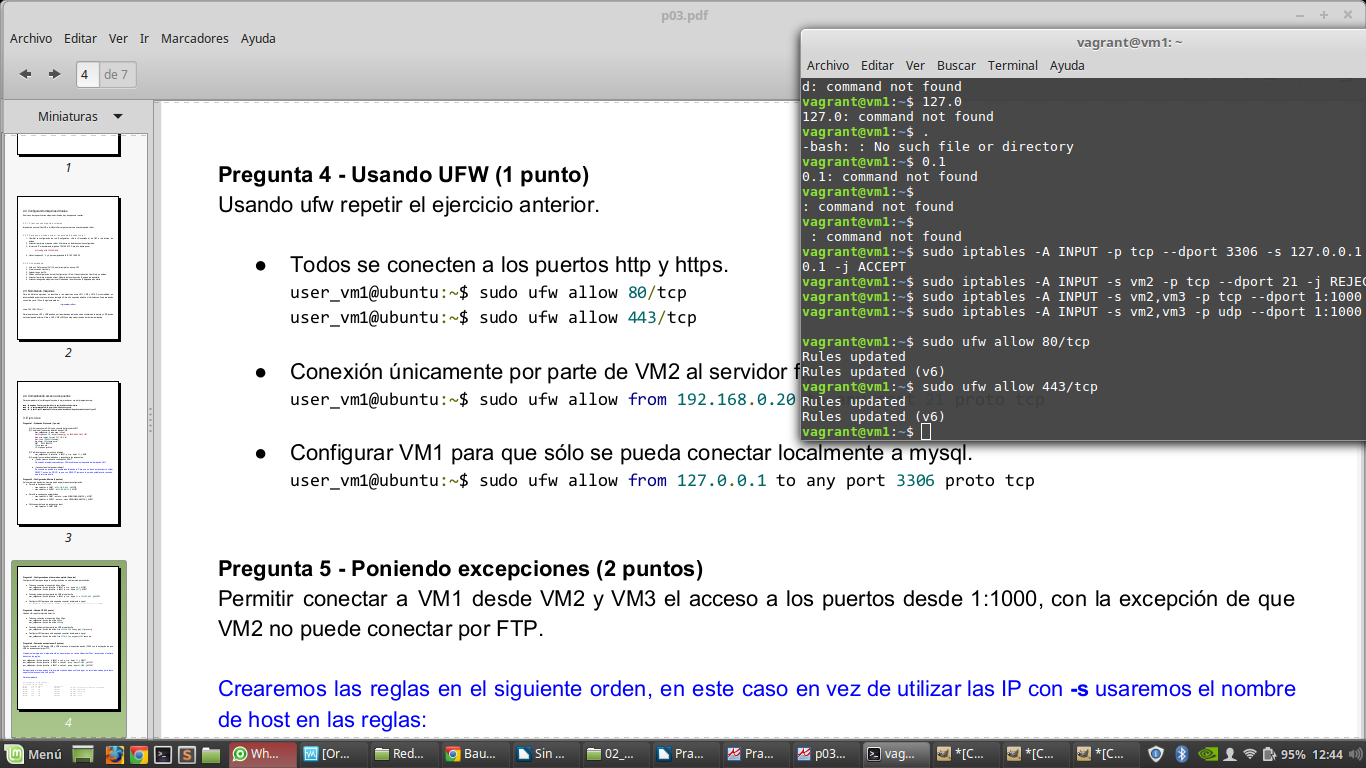 p03.pdf
Archivo Editar Ver Ir Marcadores Ayuda
4 de 7
Miniaturas
1
2
3
4
Pregunta 4 - Usando UFW (1 punto)
Usando ufw repetir el ejercicio anterior.
● Todos se conecten a los puertos http y https.
user_vm1@ubuntu:~$ sudo ufw allow 80/tcp
user_vm1@ubuntu:~$ sudo ufw allow 443/tcp
● Conexión únicamente por parte de VM2 al servidor f
user_vm1@ubuntu:~$ sudo ufw allow from 192.168.0.20 21 proto tcp
● Configurar VM1 para que sólo se pueda conectar localmente a mysql.
user_vm1@ubuntu:~$ sudo ufw allow from 127.0.0.1 to any port 3306 proto tcp
Pregunta 5 - Poniendo excepciones (2 puntos)
Permitir conectar a VM1 desde VM2 y VM3 el acceso a los puertos desde 1:1000, con la excepción de que
VM2 no puede conectar por FTP.
Crearemos las reglas en el siguiente orden, en este caso en vez de utilizar las IP con -s usaremos el nombre
de host en las reglas:
vagrant@vm1: ~
Archivo Editar Ver Buscar Terminal Ayuda
d: command not found
vagrant@vm1:~$ 127.0
127.0: command not found
vagrant@vm1:~$ .
-bash: : No such file or directory
vagrant@vm1:~$ 0.1
0.1: command not found
vagrant@vm1:~$
: command not found
vagrant@vm1:~$
 : command not found
vagrant@vm1:~$ sudo iptables -A INPUT -p tcp --dport 3306 -s 127.0.0.1
0.1 -j ACCEPT
vagrant@vm1:~$ sudo iptables -A INPUT -s vm2 -p tcp --dport 21 -j REJEC
vagrant@vm1:~$ sudo iptables -A INPUT -s vm2,vm3 -p tcp --dport 1:1000
vagrant@vm1:~$ sudo iptables -A INPUT -s vm2,vm3 -p udp --dport 1:1000
vagrant@vm1:~$ sudo ufw allow 80/tcp
Rules updated
Rules updated (v6)
vagrant@vm1:~$ sudo ufw allow 443/tcp
Rules updated
Rules updated (v6)
vagrant@vm1:~$
Menú Wh... [Or... Red... Bau... Sin ... 02_... Pra... Pra... p03... vag... *[C... *[C... *[C... 95% 12:44